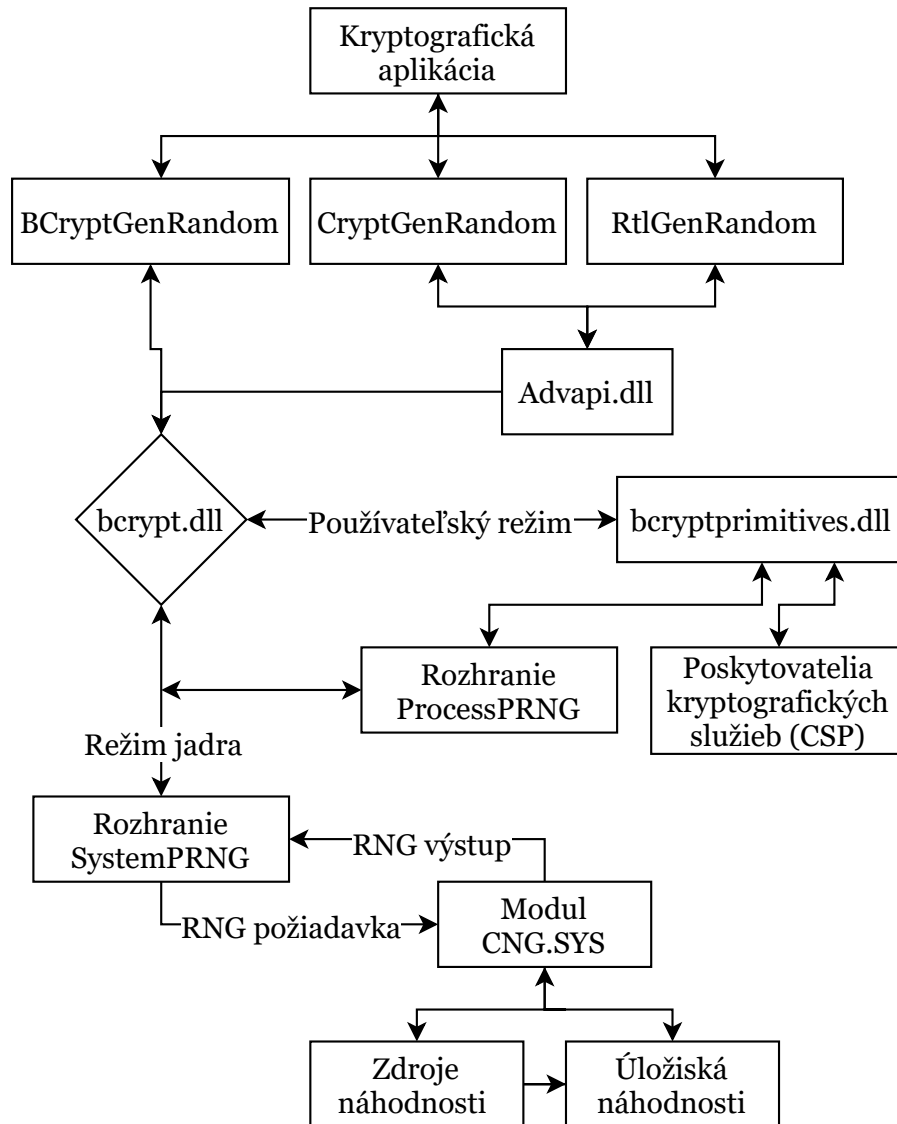 Kryptografická
aplikácia
BCryptGenRandom
CryptGenRandom
RtlGenRandom
Advapi.dll
bcrypt.dll
Používateľský režim
bcryptprimitives.dll
Rozhranie
ProcessPRNG
Poskytovatelia
kryptografických
služieb (CSP)
Režim jadra
Rozhranie
SystemPRNG
RNG výstup
RNG požiadavka
Modul
CNG.SYS
Zdroje
náhodnosti
Úložiská
náhodnosti